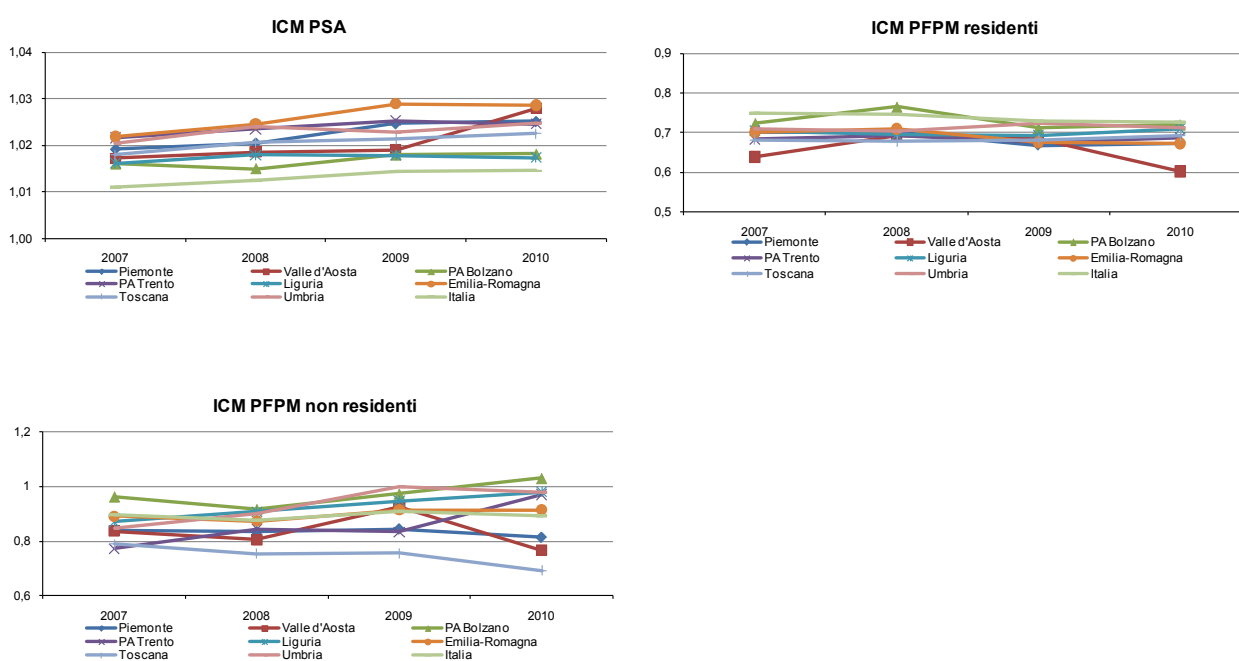 ICM PSA
1,04
1,03
1,02
1,01
1,00
2007 2008 2009 2010
Piemonte Valle d'Aosta PA Bolzano
PA Trento Liguria Emilia-Romagna
Toscana Umbria Italia
ICM PFPM residenti
0,9
0,8
0,7
0,6
0,5
2007 2008 2009 2010
Piemonte Valle d'Aosta PA Bolzano
PA Trento Liguria Emilia-Romagna
Toscana Umbria Italia
ICM PFPM non residenti
1,2
1
0,8
0,6
2007 2008 2009 2010
Piemonte Valle d'Aosta PA Bolzano
PA Trento Liguria Emilia-Romagna
Toscana Umbria Italia